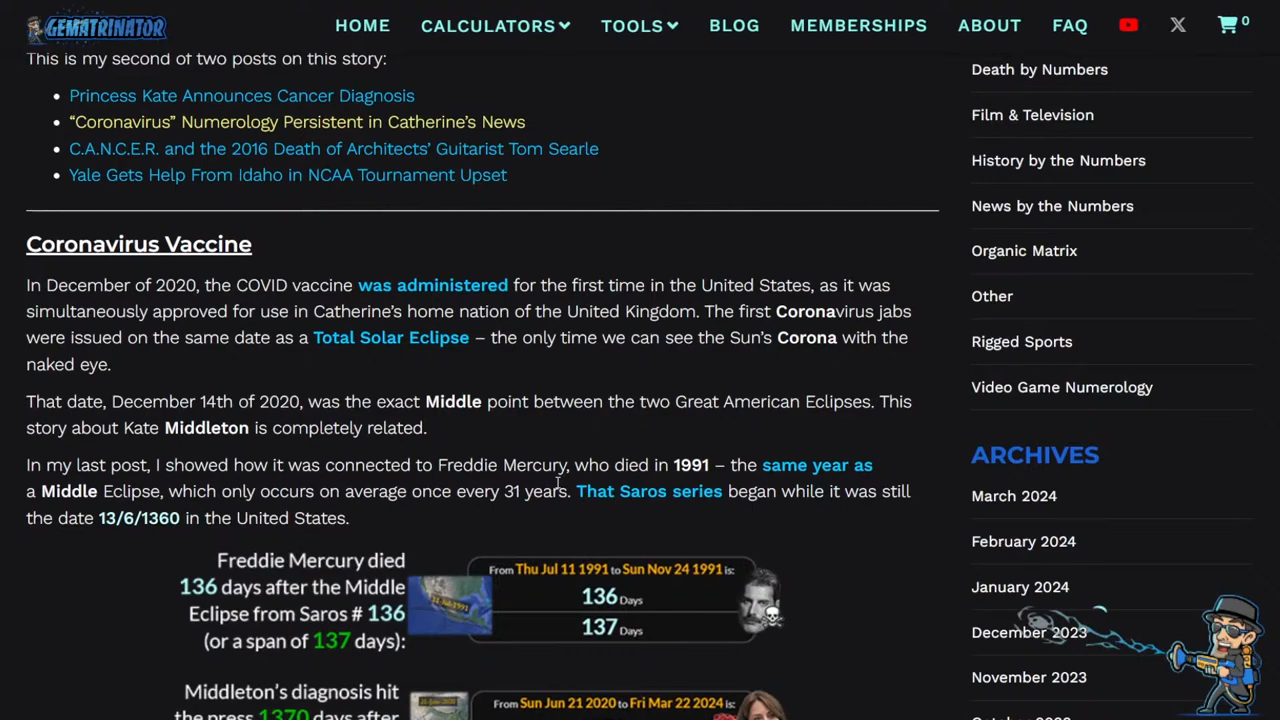 GEMATRINATOR
HOME
CALCULATORS
TOOLS
BLOG
MEMBERSHIPS
ABOUT
FAQ
X
0
This is my second of two posts on this story:
• Princess Kate Announces Cancer Diagnosis
• “Coronavirus” Numerology Persistent in Catherine’s News
• C.A.N.C.E.R. and the 2016 Death of Architects’ Guitarist Tom Searle
• Yale Gets Help From Idaho in NCAA Tournament Upset
Coronavirus Vaccine
In December of 2020, the COVID vaccine was administered for the first time in the United States, as it was
simultaneously approved for use in Catherine’s home nation of the United Kingdom. The first Coronavirus jabs
were issued on the same date as a Total Solar Eclipse – the only time we can see the Sun’s Corona with the
naked eye.
That date, December 14th of 2020, was the exact Middle point between the two Great American Eclipses. This
story about Kate Middleton is completely related.
In my last post, I showed how it was connected to Freddie Mercury, who died in 1991 – the same year as
a Middle Eclipse, which only occurs on average once every 31 years. That Saros series began while it was still
the date 13/6/1360 in the United States.
Freddie Mercury died
136 days after the Middle
Eclipse from Saros # 136
(or a span of 137 days):
From Thu Jul 11 1991 to Sun Nov 24 1991 is:
136 Days
137 Days
Middleton’s diagnosis hit
the press 1370 days after
From Sun Jun 21 2020 to Fri Mar 22 2024 is:
Death by Numbers
Film & Television
History by the Numbers
News by the Numbers
Organic Matrix
Other
Rigged Sports
Video Game Numerology
ARCHIVES
March 2024
February 2024
January 2024
December 2023
November 2023